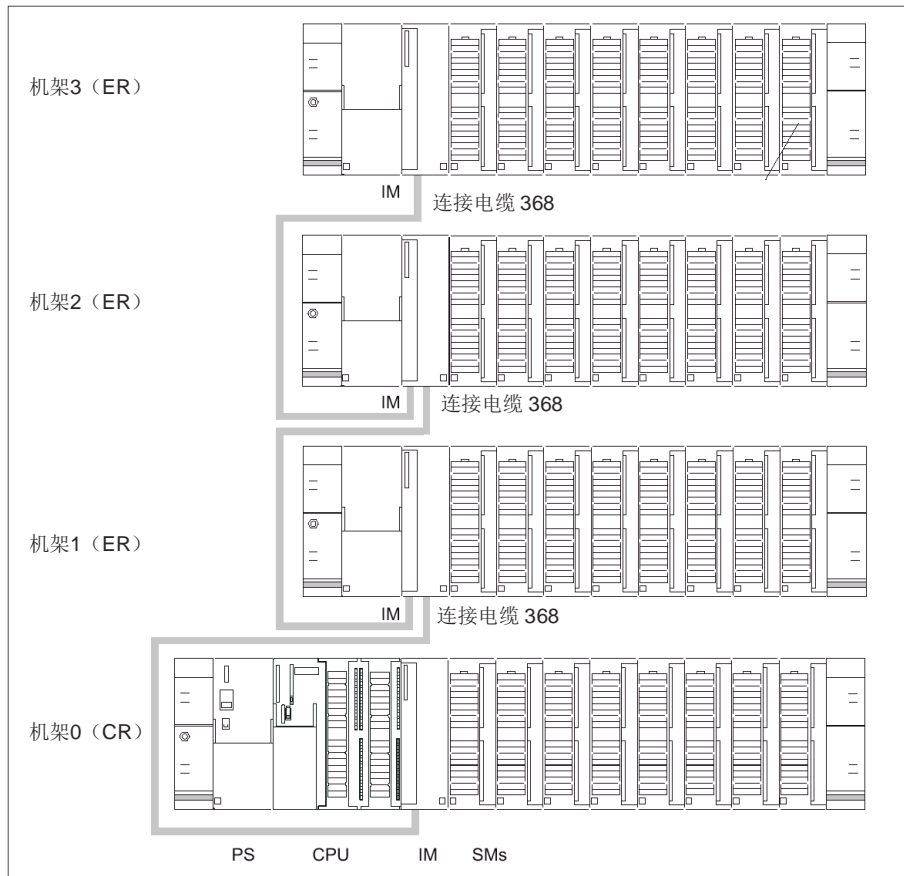 机架3（ER）
IM
连接电缆 368
机架2（ER）
IM
连接电缆 368
机架1（ER）
IM
连接电缆 368
机架0（CR）
PS CPU IM SMs